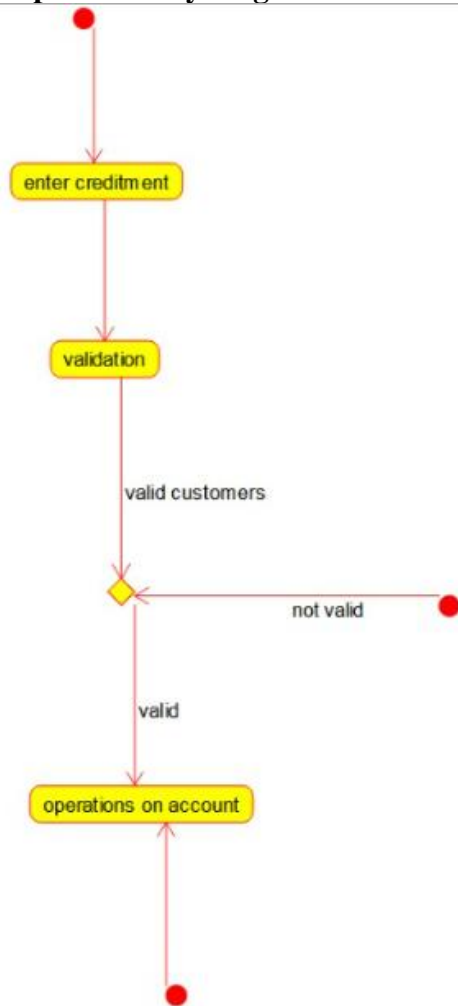 enter creditment
validation
valid customers
not valid
valid
operations on account